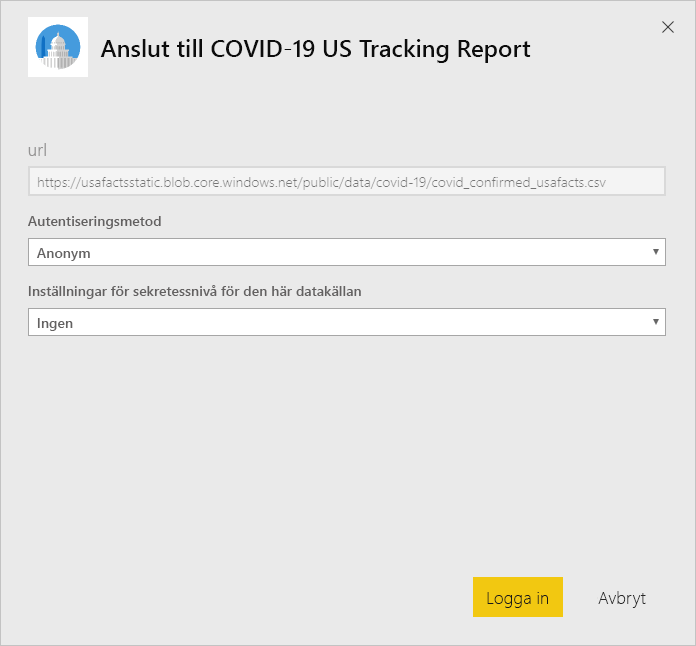 Anslut till COVID-19 US Tracking Report
url
https://usafactsstatic.blob.core.windows.net/public/data/covid-19/covid_confirmed_usafacts.csv
Autentiseringsmetod
Anonym
Inställningar för sekretessnivå för den här datakällan
Ingen
Logga in
Avbryt